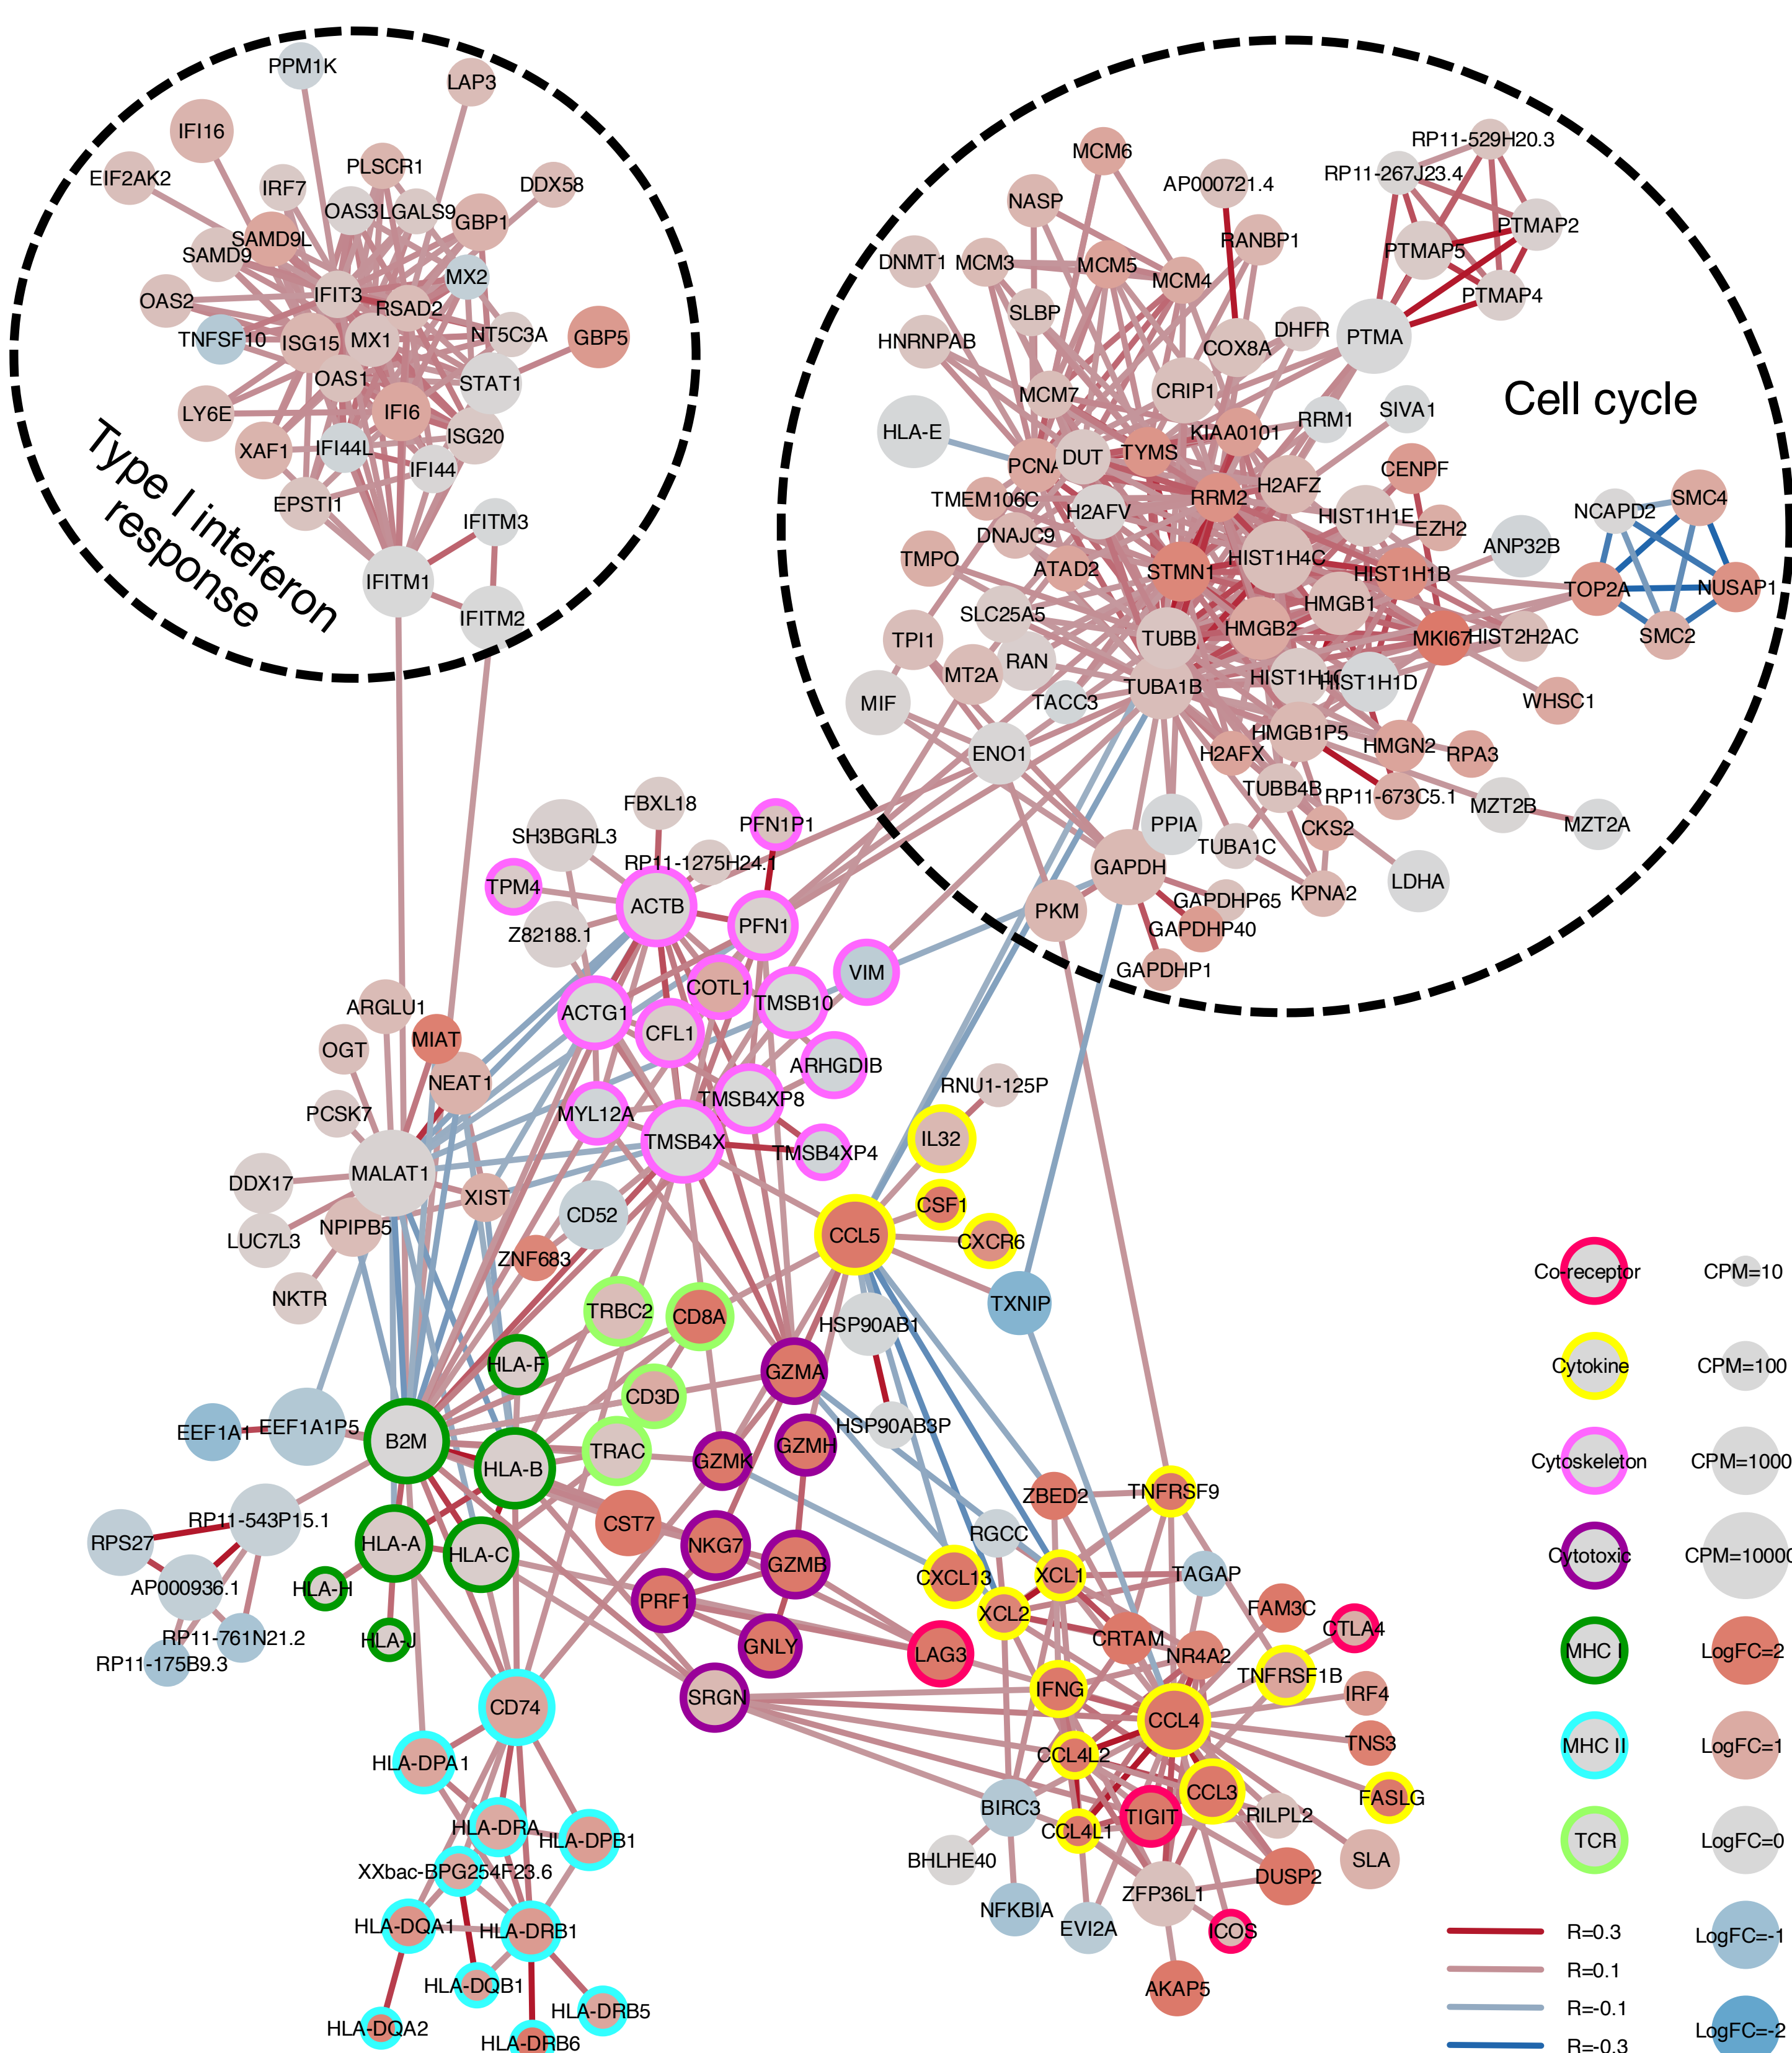 PPM1K
LAP3
IFI16
EIF2AK2
IRF7
PLSCR1
DDX58
OAS3
LGALS9
GBP1
SAMD9L
SAMD9
MX2
OAS2
IFIT3
RSAD2
TNFSF10
ISG15
MX1
NT5C3A
GBP5
OAS1
STAT1
LY6E
IFI6
XAF1
IFI44L
ISG20
IFI44
EPSTI1
IFITM3
IFITM1
IFITM2
Type I inteferon
response
MCM6
RP11-529H20.3
RP11-267J23.4
AP000721.4
NASP
RANBP1
PTMAP2
PTMAP5
DNMT1
MCM3
MCM5
MCM4
PTMAP4
SLBP
HNRNPAB
COX8A
DHFR
PTMA
MCM7
CRIP1
Cell cycle
HLA-E
RRM1
SIVA1
KIAA0101
PCNA
DUT
TYMS
CENPF
TMEM106C
RRM2
H2AFZ
NCAPD2
SMC4
H2AFV
HIST1H1E
EZH2
DNAJC9
ANP32B
TMPO
ATAD2
STMN1
HIST1H4C
HIST1H1B
TOP2A
NUSAP1
SLC25A5
HMGB1
TPI1
TUBB
HMGB2
MKI67
HIST2H2AC
SMC2
RAN
MT2A
MIF
TACC3
TUBA1B
HIST1H1C
HIST1H1D
WHSC1
ENO1
H2AFX
HMGB1P5
HMGN2
RPA3
TUBB4B
RP11-673C5.1
MZT2B
MZT2A
PPIA
TUBA1C
CKS2
GAPDH
LDHA
KPNA2
PKM
GAPDHP65
GAPDHP40
GAPDHP1
FBXL18
PFN1P1
SH3BGRL3
RP11-1275H24.1
TPM4
ACTB
PFN1
Z82188.1
VIM
COTL1
TMSB10
ACTG1
CFL1
ARHGDIB
MYL12A
TMSB4XP8
TMSB4X
TMSB4XP4
ARGLU1
MIAT
OGT
NEAT1
PCSK7
MALAT1
DDX17
XIST
LUC7L3
NPIPB5
NKTR
CD52
ZNF683
RNU1-125P
IL32
CSF1
CCL5
CXCR6
TXNIP
TRBC2
CD8A
HSP90AB1
HLA-F
CD3D
GZMA
EEF1A1
EEF1A1P5
B2M
HLA-B
TRAC
GZMK
GZMH
HSP90AB3P
RP11-543P15.1
RPS27
HLA-A
HLA-C
CST7
NKG7
GZMB
AP000936.1
HLA-H
PRF1
RP11-761N21.2
RP11-175B9.3
HLA-J
GNLY
LAG3
SRGN
CD74
ZBED2
TNFRSF9
RGCC
CXCL13
XCL1
TAGAP
XCL2
FAM3C
CTLA4
CRTAM
NR4A2
TNFRSF1B
IFNG
IRF4
CCL4
TNS3
CCL4L2
CCL3
FASLG
BIRC3
TIGIT
RILPL2
CCL4L1
BHLHE40
SLA
DUSP2
ZFP36L1
NFKBIA
EVI2A
ICOS
AKAP5
HLA-DPA1
HLA-DRA
HLA-DPB1
XXbac-BPG254F23.6
HLA-DQA1
HLA-DRB1
HLA-DQB1
HLA-DRB5
HLA-DQA2
HLA-DRB6
Co-receptor
CPM=10
Cytokine
CPM=100
Cytoskeleton
CPM=1000
Cytotoxic
CPM=10000
MHC I
LogFC=2
MHC II
LogFC=1
TCR
LogFC=0
LogFC=-1
LogFC=-2
R=0.3
R=0.1
R=-0.1
R=-0.3